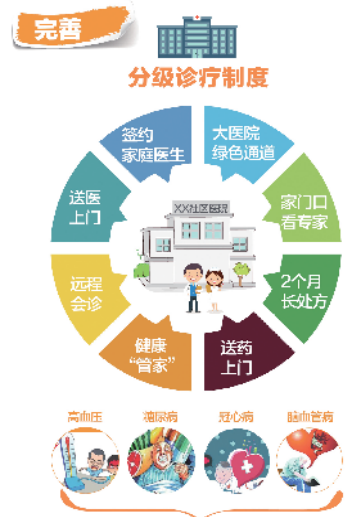 完善
分级诊疗制度
签约
家庭医生
大医院
绿色通道
送医
上门
家门口
看专家
XX社区医院
远程
会诊
2个月
长处方
健康
“管家”
送药
上门
高血压
糖尿病
冠心病
脑血管病